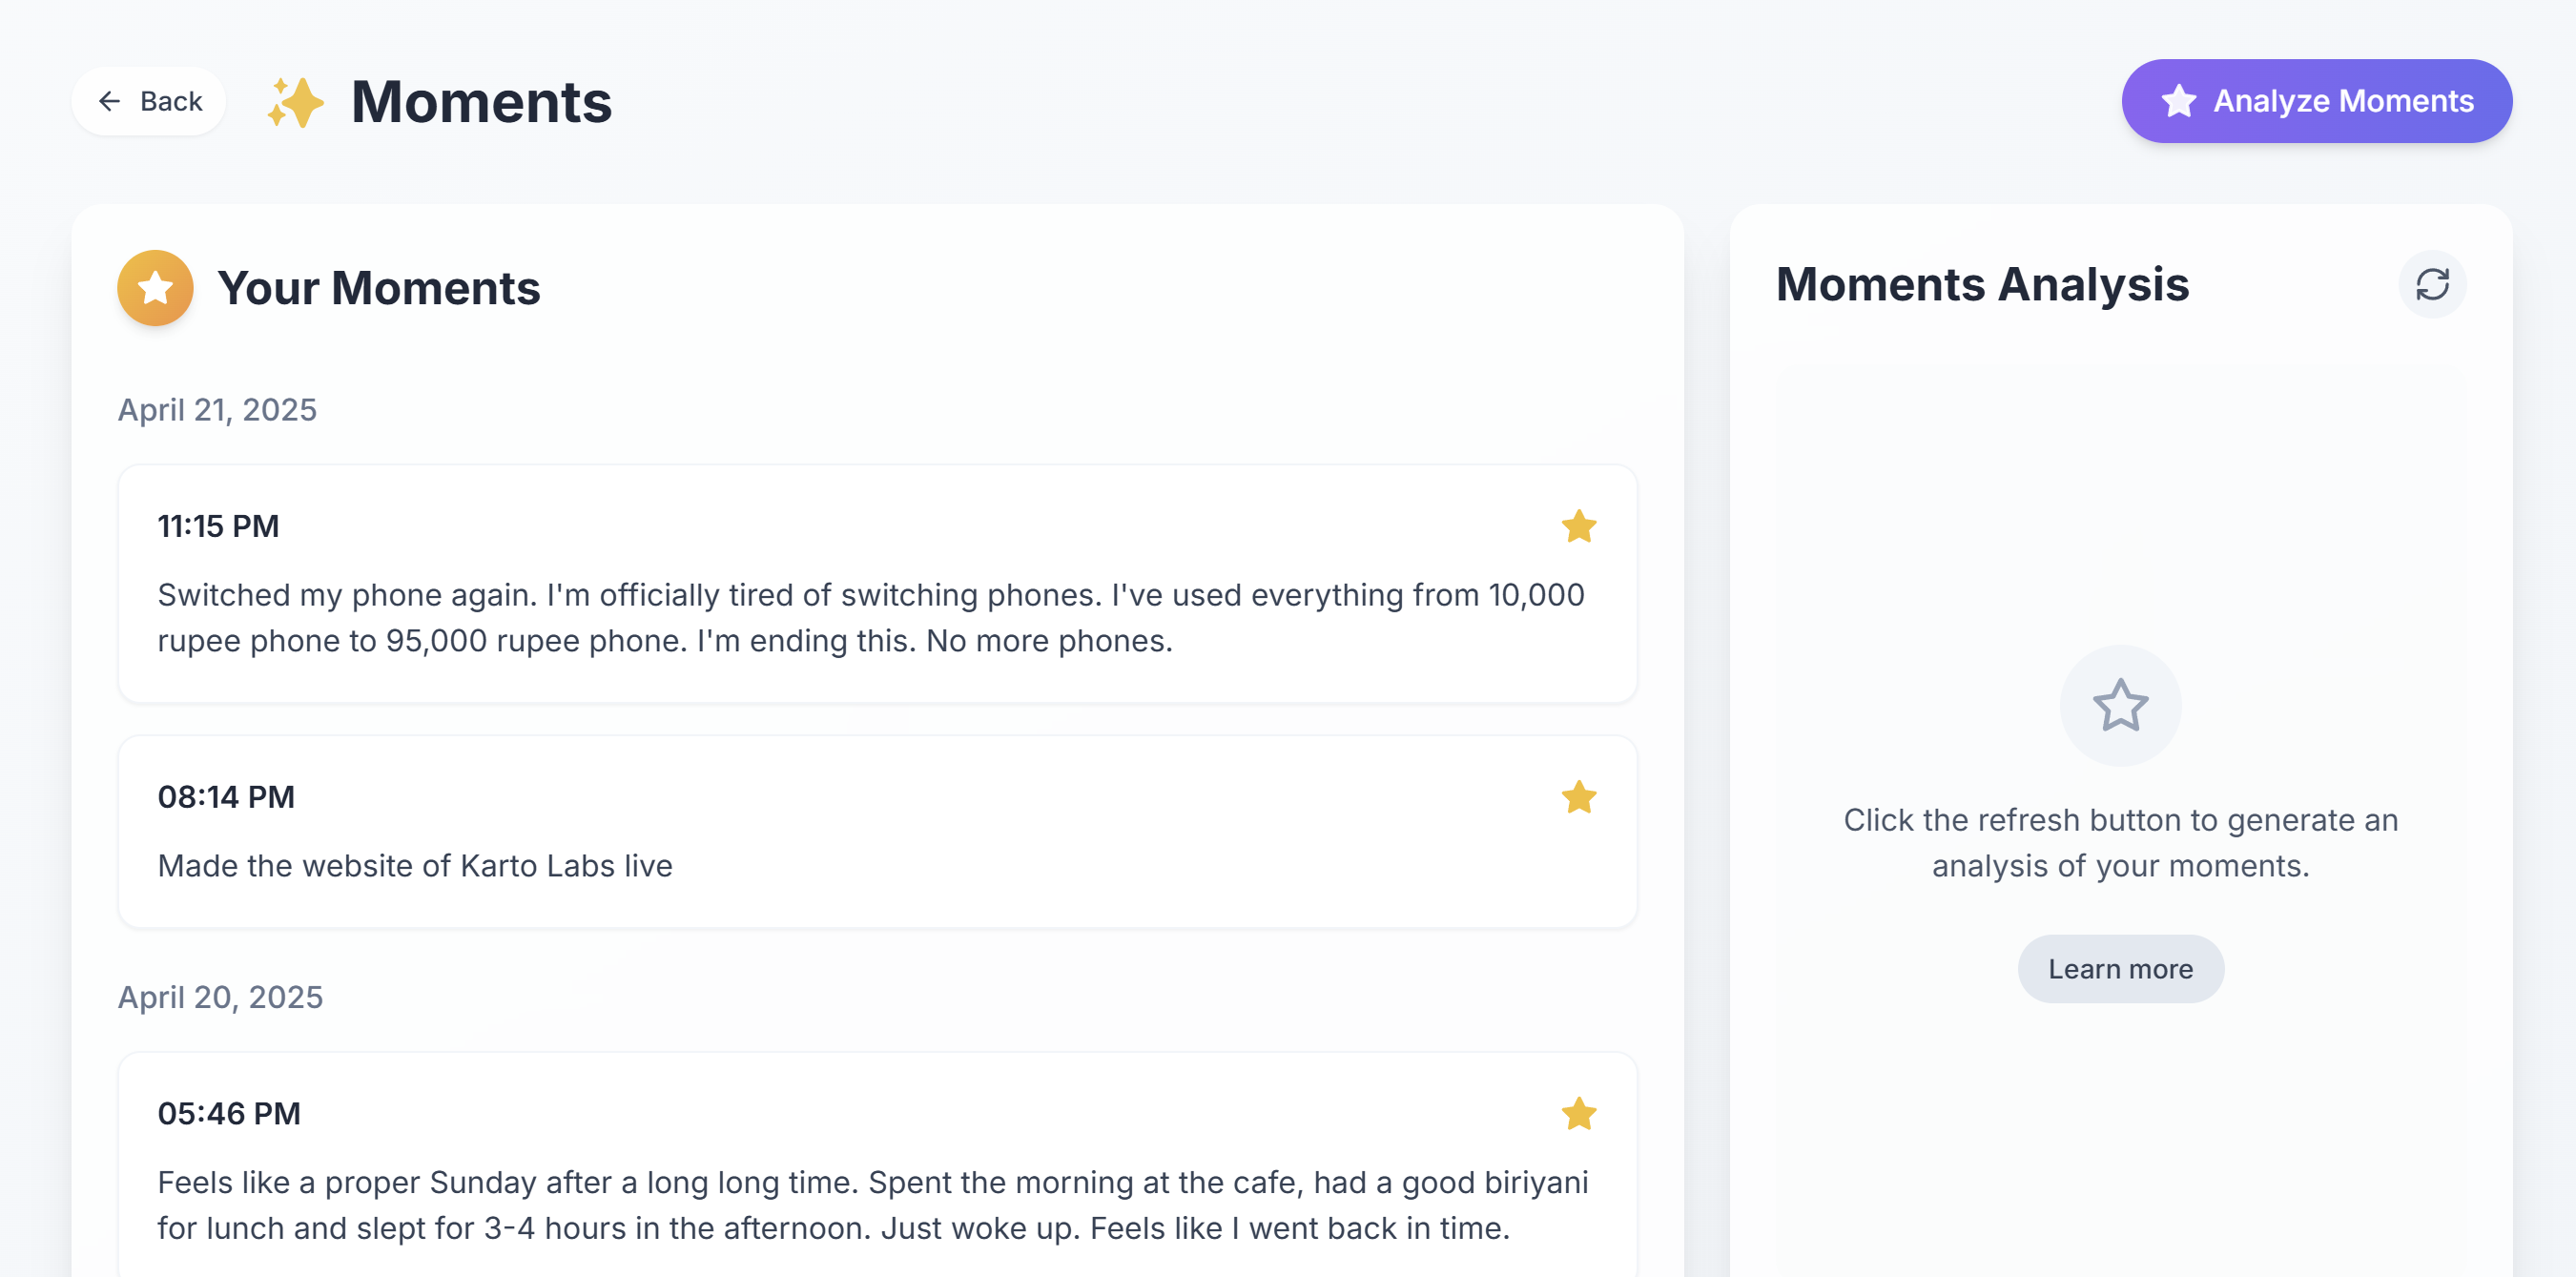 Back
Moments
Analyze Moments
Your Moments
April 21, 2025
11:15 PM
Switched my phone again. I'm officially tired of switching phones. I've used everything from 10,000
rupee phone to 95,000 rupee phone. I'm ending this. No more phones.
08:14 PM
Made the website of Karto Labs live
April 20, 2025
05:46 PM
Feels like a proper Sunday after a long long time. Spent the morning at the cafe, had a good biriyani
for lunch and slept for 3-4 hours in the afternoon. Just woke up. Feels like I went back in time.
Moments Analysis
Click the refresh button to generate an
analysis of your moments.
Learn more